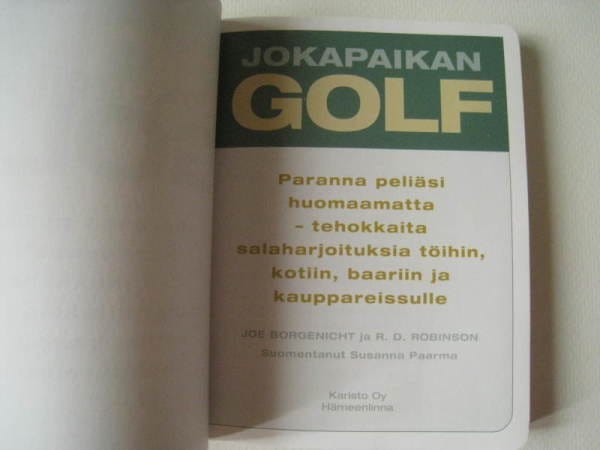 JOKAPAIKAN
GOLF
Paranna peliäsi
huomaamatta
– tehokkaita
salaharjoituksia töihin,
kotiin, baariin ja
kauppareissulle
JOE BORGENICHT ja R. D. ROBINSON
Suomentanut Susanna Paarma
Karisto Oy
Hämeenlinna